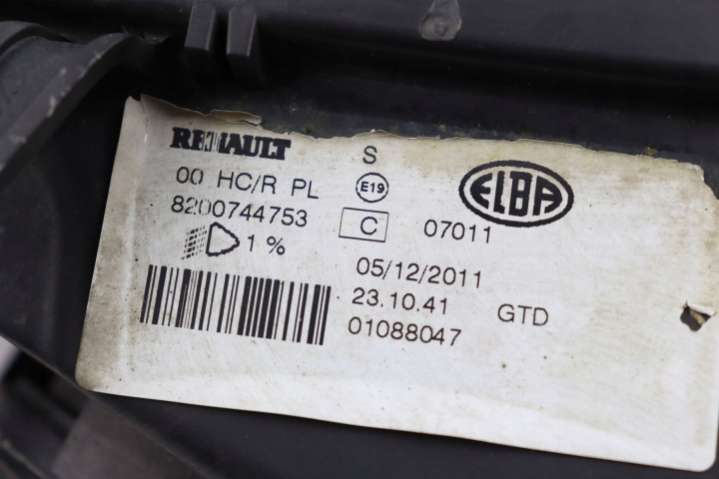 RENAULT S
00 HC/R PL E19 ELBA
8200744753 C 07011
1 % 05/12/2011
23.10.41 GTD
01088047